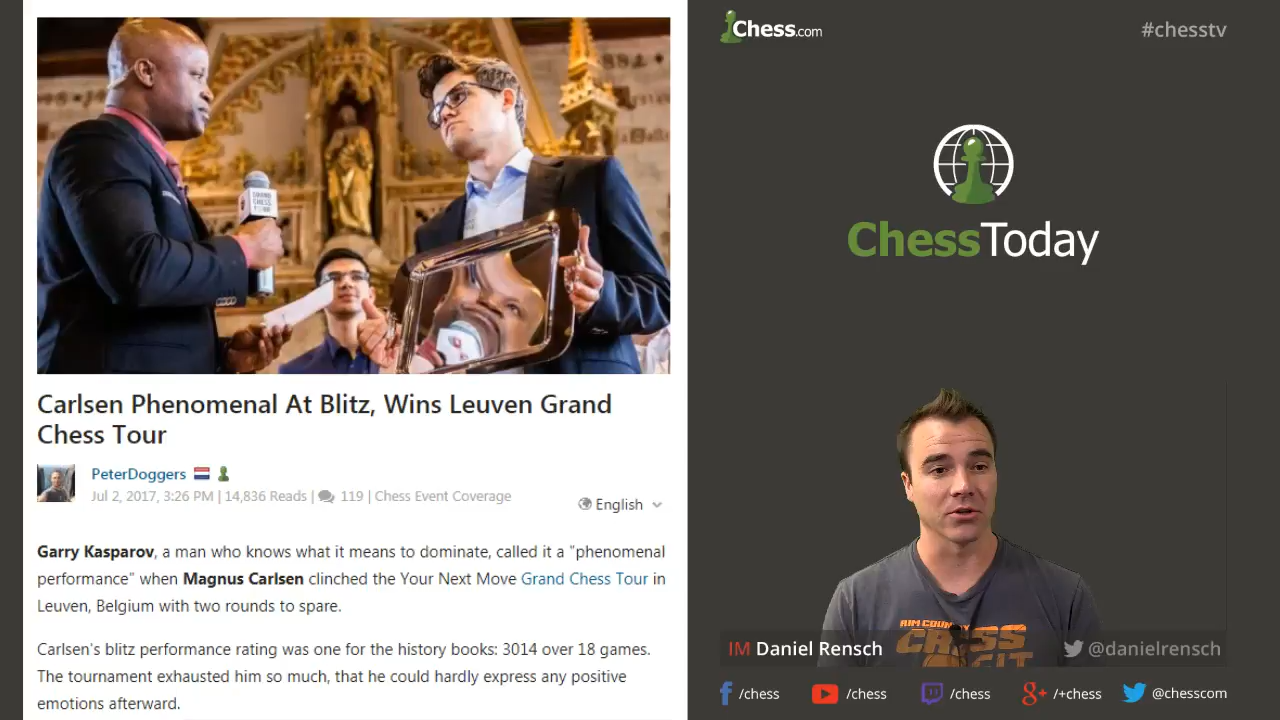 GRAND
CHESS
TOUR
Carlsen Phenomenal At Blitz, Wins Leuven Grand
Chess Tour
PeterDoggers
Jul 2, 2017, 3:26 PM | 14,836 Reads | 119 | Chess Event Coverage
English
Garry Kasparov, a man who knows what it means to dominate, called it a "phenomenal
performance" when Magnus Carlsen clinched the Your Next Move Grand Chess Tour in
Leuven, Belgium with two rounds to spare.
Carlsen's blitz performance rating was one for the history books: 3014 over 18 games.
The tournament exhausted him so much, that he could hardly express any positive
emotions afterward.
Chess.com
#chesstv
ChessToday
IM Daniel Rensch
@danielrensch
/chess
/chess
/chess
/+chess
@chesscom